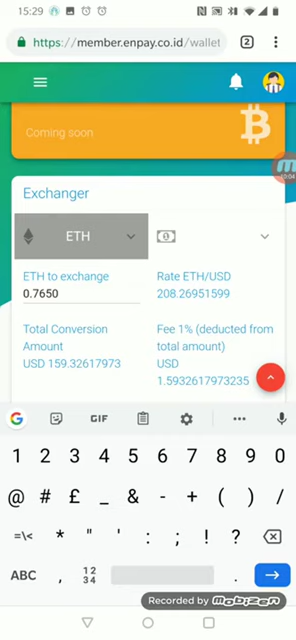 15:29
https://member.enpay.co.id/wallet
2
Coming soon
03:04
Exchanger
ETH
ETH to exchange
Rate ETH/USD
0.7650
208.26951599
Total Conversion
Amount
USD 159.32617973
Fee 1% (deducted from
total amount)
USD
1.5932617973235
G
GIF
1 2 3 4 5 6 7 8 9 0
@ # £ _ & - + ( ) /
=\< * " ' : ; ! ?
ABC , 12 34 .
Recorded by mobizen